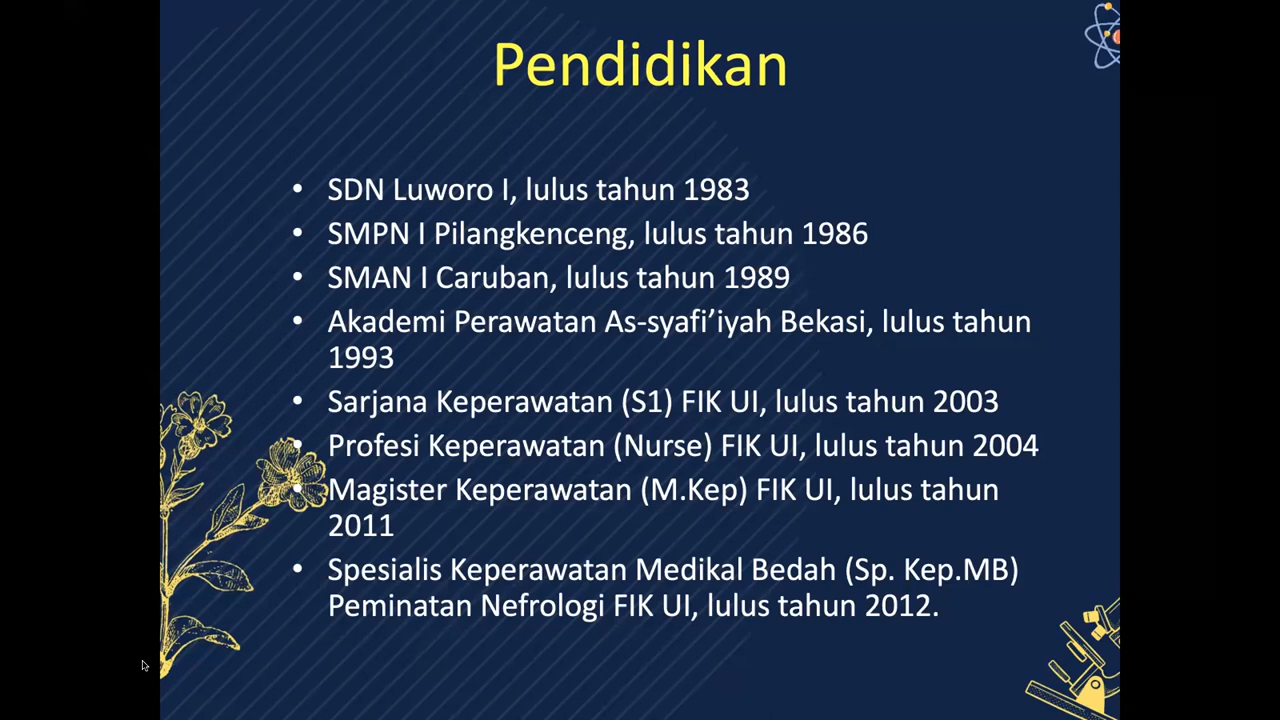 Pendidikan
• SDN Luworo I, lulus tahun 1983
• SMPN I Pilangkenceng, lulus tahun 1986
• SMAN I Caruban, lulus tahun 1989
• Akademi Perawatan As-syafi’iyah Bekasi, lulus tahun
1993
• Sarjana Keperawatan (S1) FIK UI, lulus tahun 2003
• Profesi Keperawatan (Nurse) FIK UI, lulus tahun 2004
• Magister Keperawatan (M.Kep) FIK UI, lulus tahun
2011
• Spesialis Keperawatan Medikal Bedah (Sp. Kep.MB)
Peminatan Nefrologi FIK UI, lulus tahun 2012.